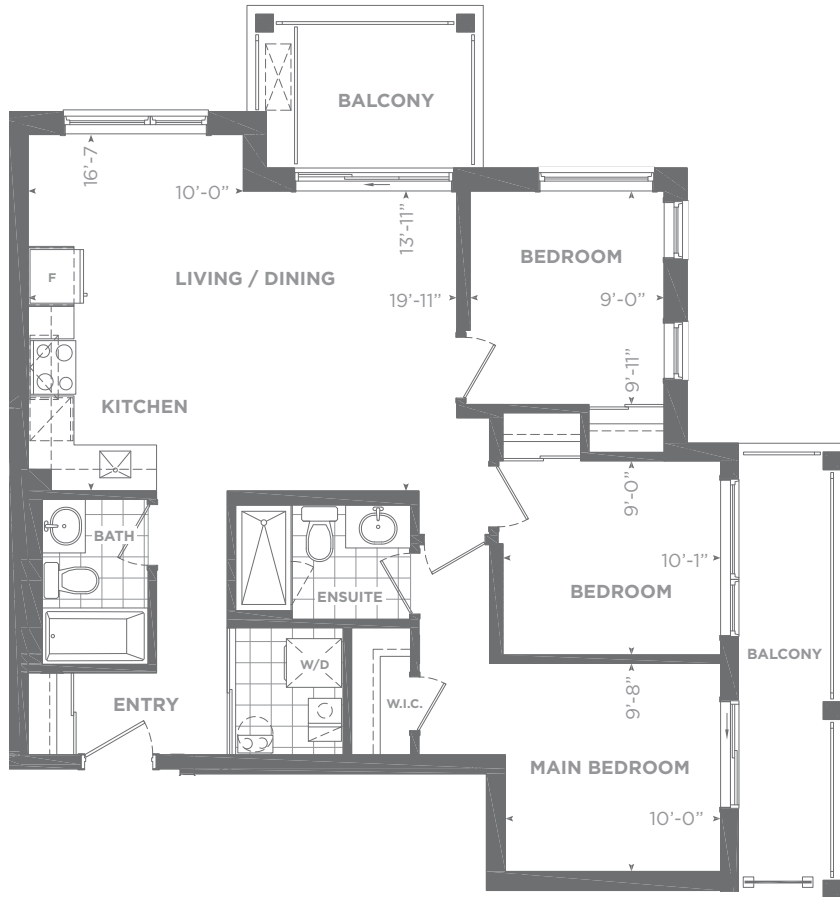 BALCONY
16'-7
10'-0"
13'-11"
BEDROOM
F
LIVING / DINING
19'-11"
9'-0"
9'-11"
KITCHEN
9'-0"
BATH
10'-1"
BEDROOM
ENSUITE
BALCONY
W/D
W.I.C.
ENTRY
9'-8"
MAIN BEDROOM
10'-0"